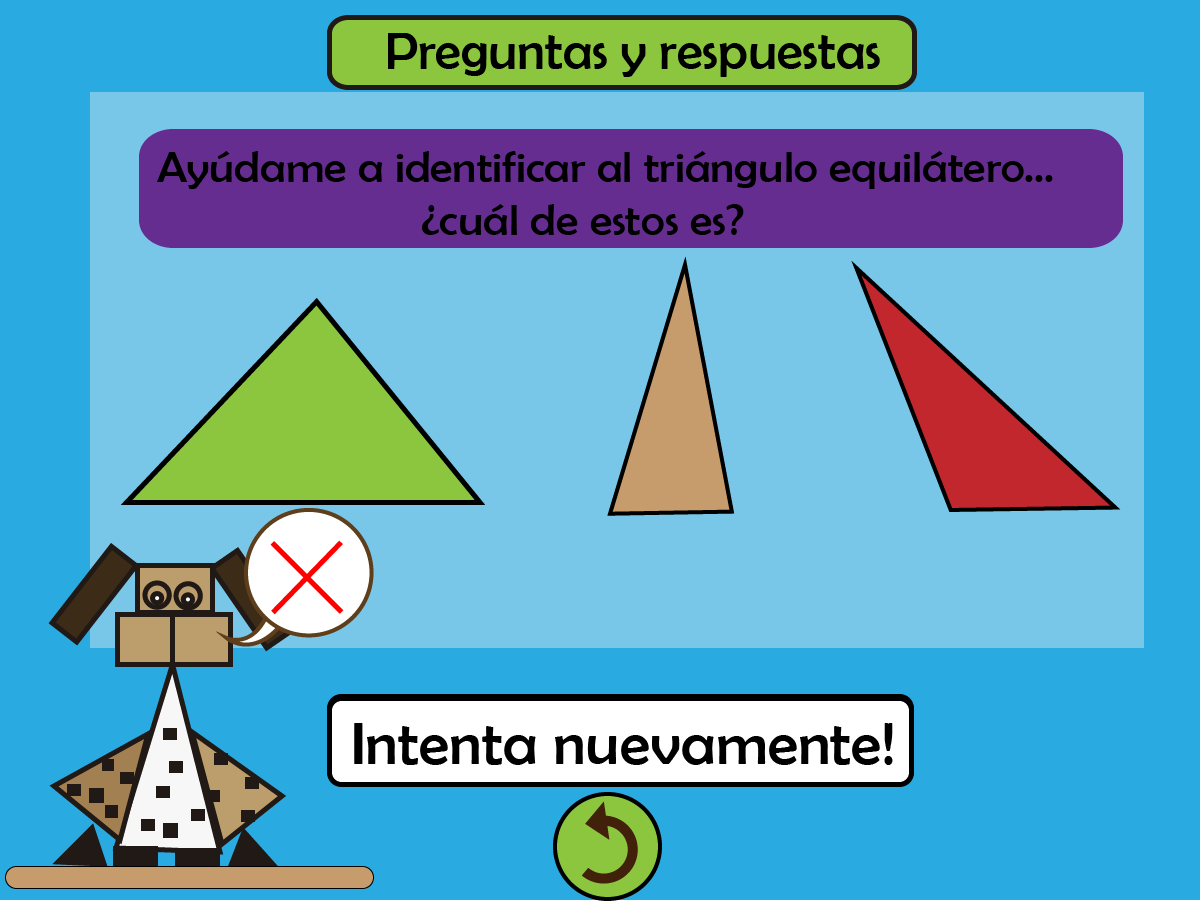 Preguntas y respuestas
Ayúdame a identificar al triángulo equilátero...
¿cuál de estos es?
Intenta nuevamente!